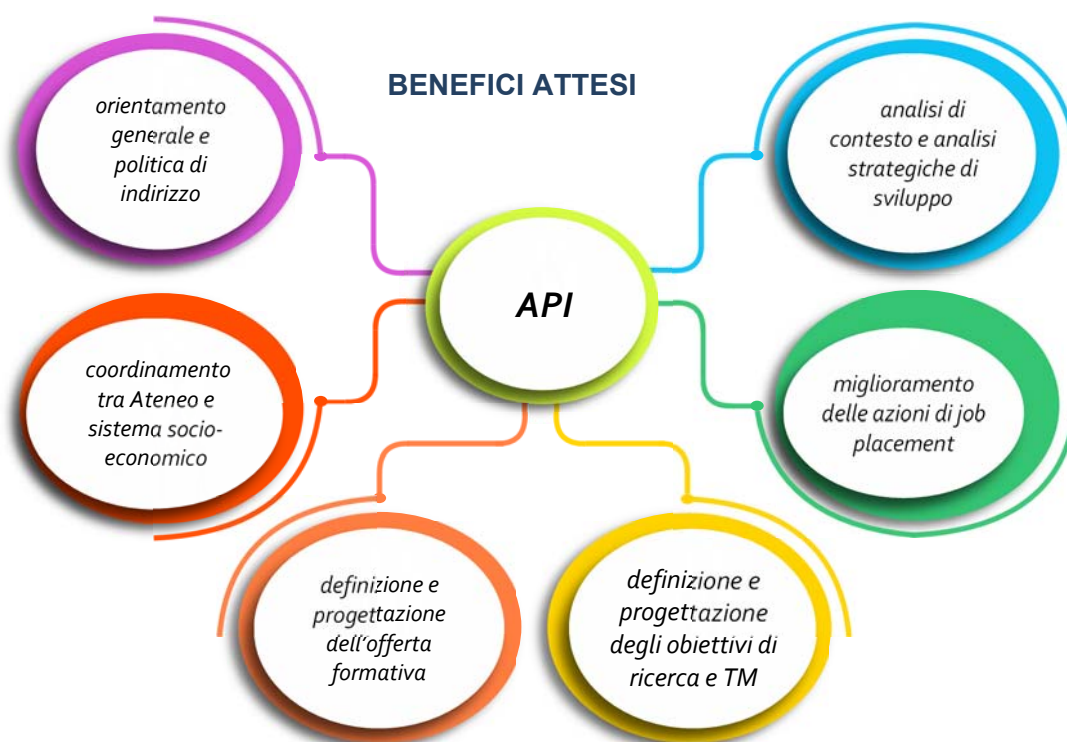 BENEFICI ATTESI
orientamento
generale e
politica di
indirizzo
analisi di
contesto e analisi
strategiche di
sviluppo
API
coordinamento
tra Ateneo e
sistema socio-
economico
miglioramento
delle azioni di job
placement
definizione e
progettazione
dell'offerta
formativa
definizione e
progettazione
degli obiettivi di
ricerca e TM